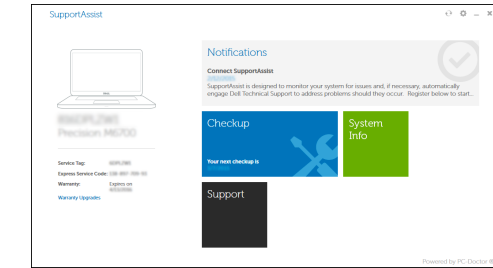 SupportAssist
Notifications
Connect SupportAssist
SupportAssist is designed to monitor your system for issues and, if necessary, automatically
engage Dell Technical Support to address problems should they occur. Register below to start...
Precision M6700
Service Tag:
Express Service Code:
Warranty: Expires on
Warranty Upgrades
Checkup
Your next checkup is
System
Info
Support
Powered by PC-Doctor ®